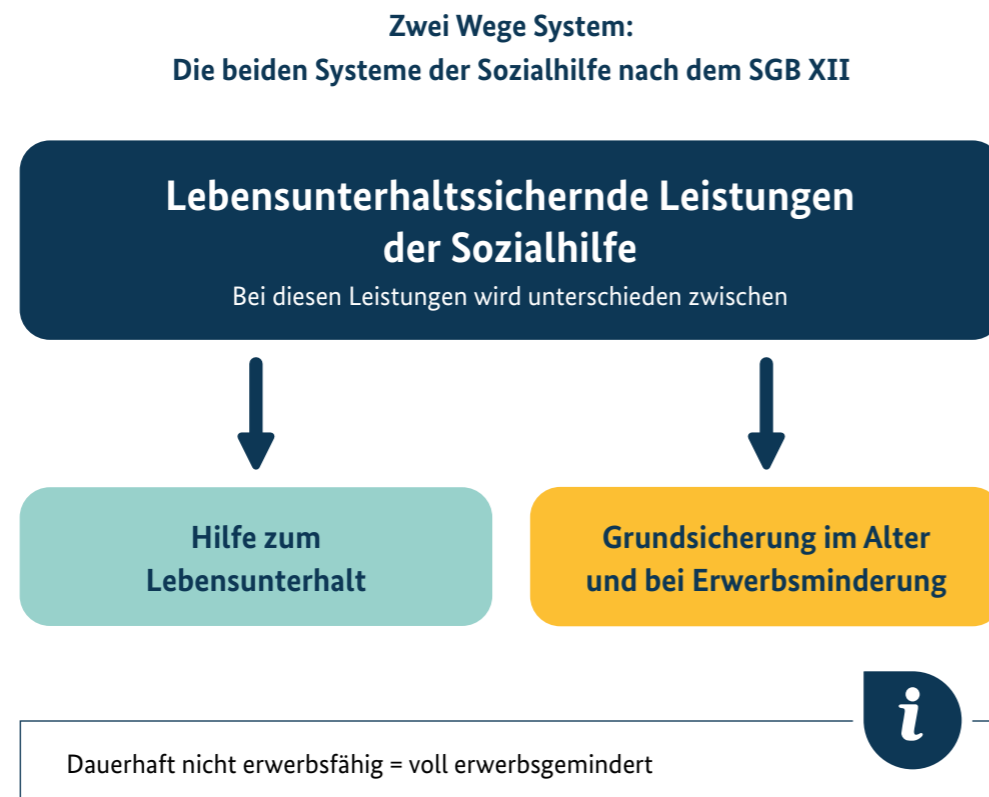 Zwei Wege System:
Die beiden Systeme der Sozialhilfe nach dem SGB XII
Lebensunterhaltssichernde Leistungen
der Sozialhilfe
Bei diesen Leistungen wird unterschieden zwischen
Hilfe zum
Lebensunterhalt
Grundsicherung im Alter
und bei Erwerbsminderung
i
Dauerhaft nicht erwerbsfähig = voll erwerbsgemindert